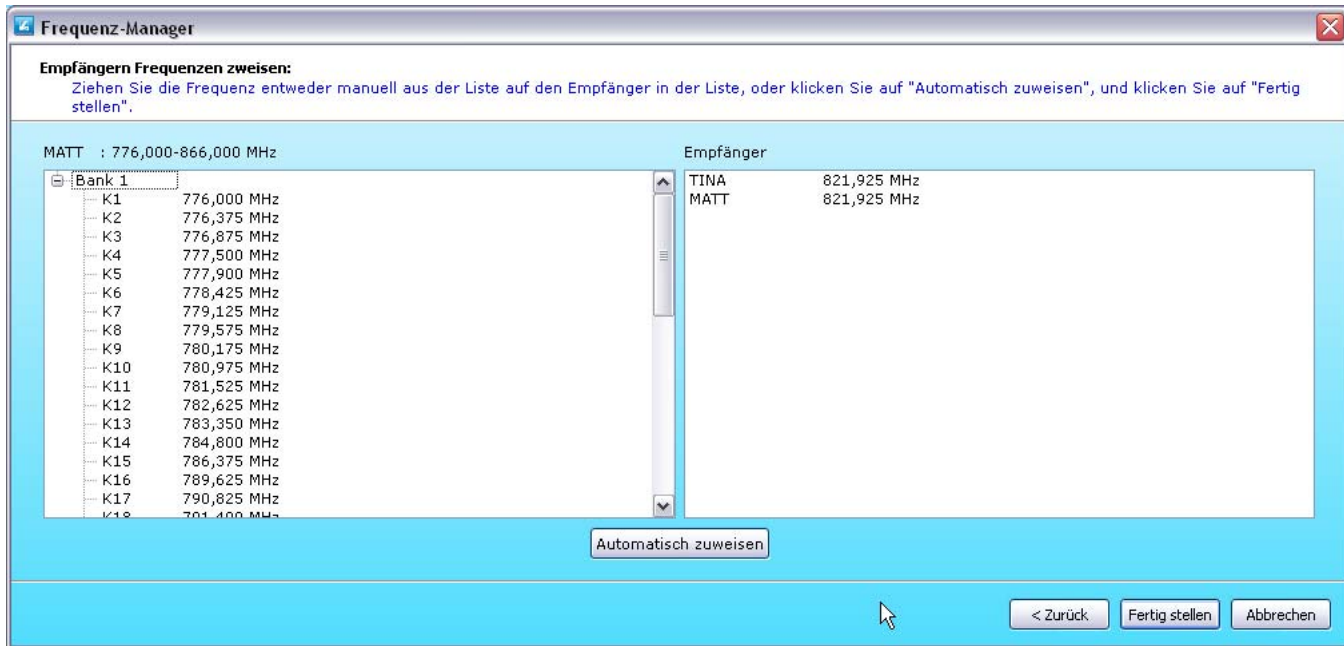 Frequenz-Manager
Empfängern Frequenzen zweisen:
Ziehen Sie die Frequenz entweder manuell aus der Liste auf den Empfänger in der Liste, oder klicken Sie auf "Automatisch zuweisen", und klicken Sie auf "Fertig
stellen".
MATT : 776,000-866,000 MHz
Bank 1
K1 776,000 MHz
K2 776,375 MHz
K3 776,875 MHz
K4 777,500 MHz
K5 777,900 MHz
K6 778,425 MHz
K7 779,125 MHz
K8 779,575 MHz
K9 780,175 MHz
K10 780,975 MHz
K11 781,525 MHz
K12 782,625 MHz
K13 783,350 MHz
K14 784,800 MHz
K15 786,375 MHz
K16 789,625 MHz
K17 790,825 MHz
K18 791,400 MHz
Empfänger
TINA 821,925 MHz
MATT 821,925 MHz
Automatisch zuweisen
< Zurück
Fertig stellen
Abbrechen